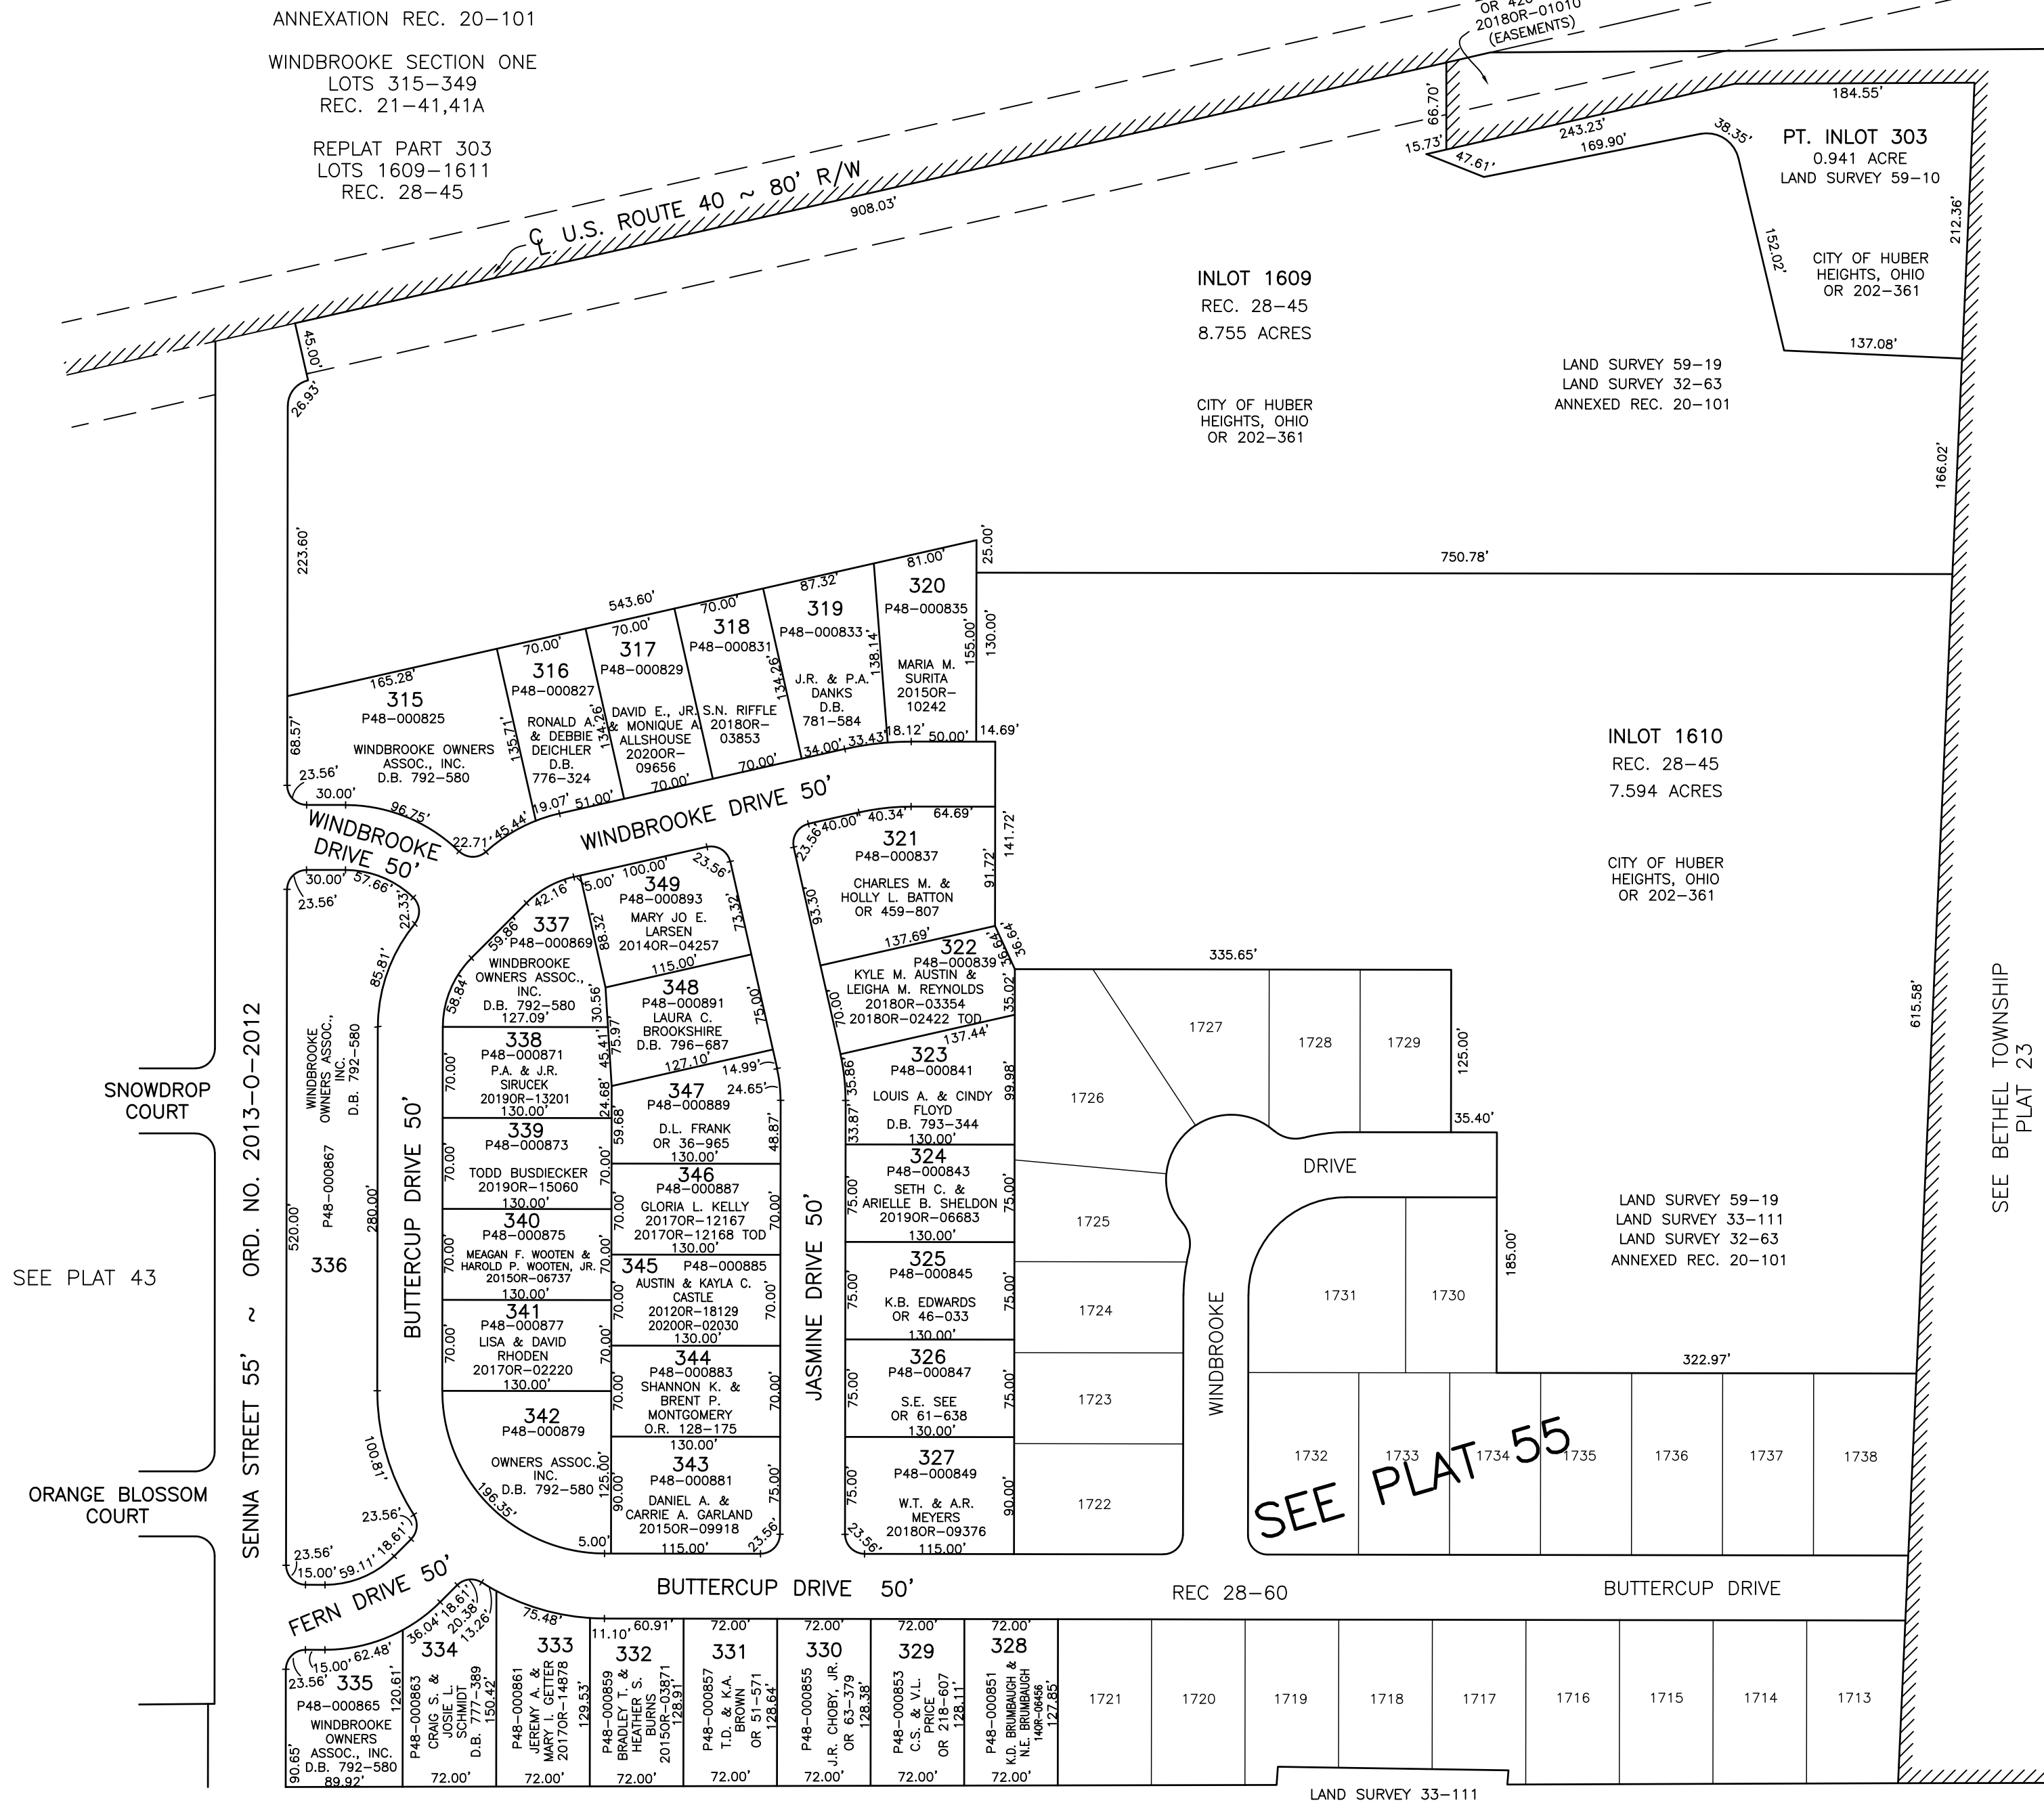 ANNEXATION REC. 20-101
WINDBROOKE SECTION ONE
LOTS 315-349
REC. 21-41,41A
REPLAT PART 303
LOTS 1609-1611
REC. 28-45
20180R-01010
(EASEMENTS)
℄ U.S. ROUTE 40 ~ 80' R/W
908.03'
66.70'
15.73'
47.61'
243.23'
169.90'
38.35'
184.55'
PT. INLOT 303
0.941 ACRE
LAND SURVEY 59-10
212.36'
152.02'
CITY OF HUBER
HEIGHTS, OHIO
OR 202-361
137.08'
INLOT 1609
REC. 28-45
8.755 ACRES
CITY OF HUBER
HEIGHTS, OHIO
OR 202-361
LAND SURVEY 59-19
LAND SURVEY 32-63
ANNEXED REC. 20-101
166.02'
45.00'
26.93'
223.60'
543.60'
25.00'
750.78'
165.28'
315
P48-000825
WINDBROOKE OWNERS
ASSOC., INC.
D.B. 792-580
68.57'
23.56'
30.00'
96.75'
22.71'
45.44'
135.71'
70.00'
316
P48-000827
RONALD A.
& DEBBIE
DEICHLER
D.B.
776-324
19.07'
51.00'
134.26'
70.00'
317
P48-000829
DAVID E., JR.
& MONIQUE A.
ALLSHOUSE
20200R-
09656
70.00'
70.00'
318
P48-000831
S.N. RIFFLE
20180R-
03853
70.00'
134.26'
87.32'
319
P48-000833
J.R. & P.A.
DANKS
D.B.
781-584
34.00'
33.43'
138.14'
81.00'
320
P48-000835
MARIA M.
SURITA
20150R-
10242
18.12'
50.00'
155.00'
130.00'
14.69'
INLOT 1610
REC. 28-45
7.594 ACRES
CITY OF HUBER
HEIGHTS, OHIO
OR 202-361
WINDBROOKE
DRIVE 50'
WINDBROOKE DRIVE 50'
23.56'
40.00'
40.34'
64.69'
321
P48-000837
CHARLES M. &
HOLLY L. BATTON
OR 459-807
93.30'
91.72'
141.72'
137.69'
36.64'
36.64'
322
P48-000839
KYLE M. AUSTIN &
LEIGHA M. REYNOLDS
20180R-03354
20180R-02422 TOD
70.00'
35.02'
137.44'
323
P48-000841
LOUIS A. & CINDY
FLOYD
D.B. 793-344
130.00'
35.86'
33.87'
99.98'
324
P48-000843
SETH C. &
ARIELLE B. SHELDON
20190R-06683
130.00'
75.00'
75.00'
325
P48-000845
K.B. EDWARDS
OR 46-033
130.00'
75.00'
75.00'
326
P48-000847
S.E. SEE
OR 61-638
130.00'
75.00'
75.00'
327
P48-000849
W.T. & A.R.
MEYERS
20180R-09376
115.00'
75.00'
90.00'
23.56'
30.00'
57.66'
23.56'
22.33'
85.81'
WINDBROOKE
OWNERS ASSOC.,
INC.
D.B. 792-580
P48-000867
336
520.00'
280.00'
100.81'
23.56'
18.61'
59.11'
15.00'
23.56'
42.16'
59.86'
58.84'
337
P48-000869
WINDBROOKE
OWNERS ASSOC.,
INC.
D.B. 792-580
127.09'
88.32'
30.56'
5.00'
100.00'
23.56'
349
P48-000893
MARY JO E.
LARSEN
20140R-04257
115.00'
73.32'
348
P48-000891
LAURA C.
BROOKSHIRE
D.B. 796-687
127.10'
75.97'
75.00'
338
P48-000871
P.A. & J.R.
SIRUCEK
20190R-13201
130.00'
70.00'
45.41'
24.68'
14.99'
24.65'
347
P48-000889
D.L. FRANK
OR 36-965
130.00'
59.68'
48.87'
339
P48-000873
TODD BUSDIECKER
20190R-15060
130.00'
70.00'
70.00'
346
P48-000887
GLORIA L. KELLY
20170R-12167
20170R-12168 TOD
130.00'
70.00'
70.00'
340
P48-000875
MEAGAN F. WOOTEN &
HAROLD P. WOOTEN, JR.
20150R-06737
130.00'
70.00'
70.00'
345 P48-000885
AUSTIN & KAYLA C.
CASTLE
20120R-18129
20200R-02030
130.00'
70.00'
70.00'
341
P48-000877
LISA & DAVID
RHODEN
20170R-02220
130.00'
70.00'
70.00'
344
P48-000883
SHANNON K. &
BRENT P.
MONTGOMERY
O.R. 128-175
130.00'
70.00'
70.00'
342
P48-000879
OWNERS ASSOC.,
INC.
D.B. 792-580
196.35'
125.00'
5.00'
343
P48-000881
DANIEL A. &
CARRIE A. GARLAND
20150R-09918
115.00'
90.00'
75.00'
23.56'
BUTTERCUP DRIVE 50'
JASMINE DRIVE 50'
SENNA STREET 55' ~ ORD. NO. 2013-O-2012
SNOWDROP
COURT
SEE PLAT 43
ORANGE BLOSSOM
COURT
335.65'
1727
1728
1729
125.00'
35.40'
1726
DRIVE
1725
1724
1723
1722
WINDBROOKE
1731
1730
185.00'
322.97'
LAND SURVEY 59-19
LAND SURVEY 33-111
LAND SURVEY 32-63
ANNEXED REC. 20-101
615.58'
SEE BETHEL TOWNSHIP
PLAT 23
1732
1733
1734
1735
1736
1737
1738
SEE PLAT 55
FERN DRIVE 50'
BUTTERCUP DRIVE 50'
REC 28-60
BUTTERCUP DRIVE
23.56'
15.00'
62.48'
335
P48-000865
WINDBROOKE
OWNERS
ASSOC., INC.
D.B. 792-580
89.92'
90.65'
120.61'
36.04'
18.61'
20.38'
13.26'
334
P48-000863
CRAIG S. &
JOSIE L.
SCHMIDT
D.B. 777-389
150.42'
72.00'
75.48'
333
P48-000861
JEREMY A. &
MARY I. GETTER
20170R-14878
129.53'
72.00'
11.10'
60.91'
332
P48-000859
BRADLEY T. &
HEATHER S.
BURNS
20150R-03871
128.91'
72.00'
72.00'
331
P48-000857
T.D. & K.A.
BROWN
OR 51-571
128.64'
72.00'
72.00'
330
P48-000855
J.R. CHOBY, JR.
OR 63-379
128.38'
72.00'
72.00'
329
P48-000853
C.S. & V.L.
PRICE
OR 218-607
128.11'
72.00'
72.00'
328
P48-000851
K.D. BRUMBAUGH &
N.E. BRUMBAUGH
140R-06456
127.85'
72.00'
1721
1720
1719
1718
1717
1716
1715
1714
1713
LAND SURVEY 33-111